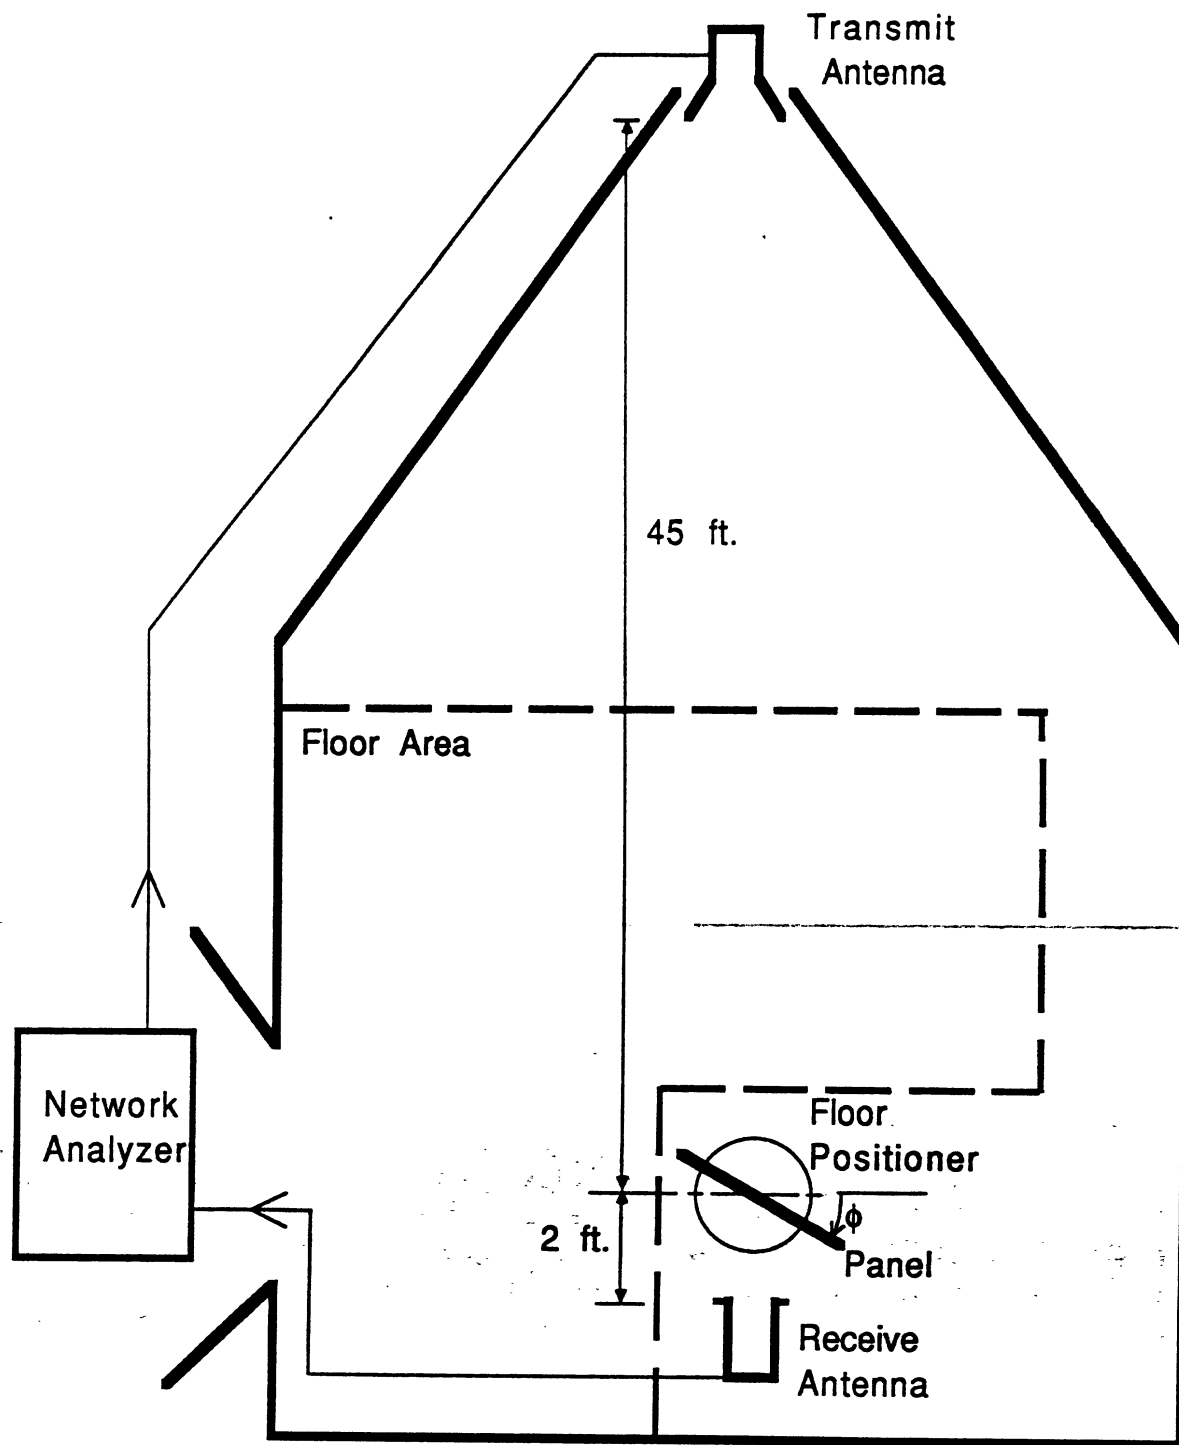 Transmit
Antenna
45 ft.
Floor Area
Network
Analyzer
Floor
Positioner
ϕ
2 ft.
Panel
Receive
Antenna